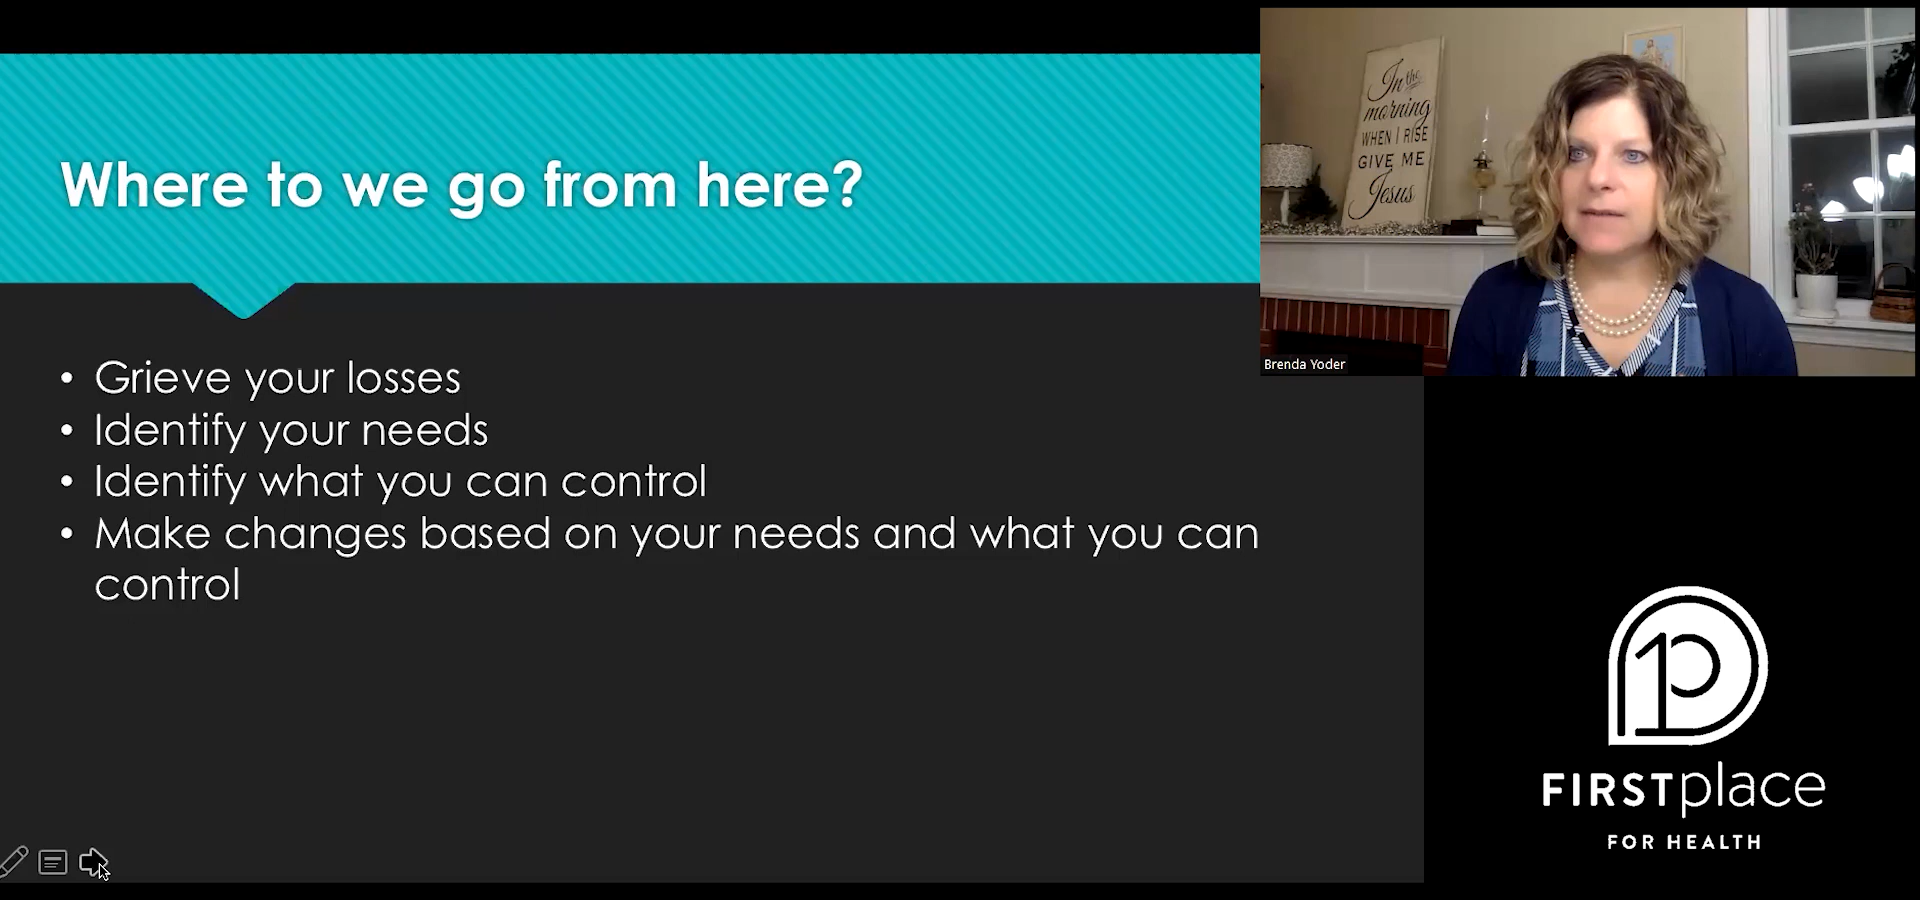 Where to we go from here?
• Grieve your losses
• Identify your needs
• Identify what you can control
• Make changes based on your needs and what you can
control
In the
morning
WHEN I RISE
GIVE ME
Jesus
Brenda Yoder
FIRSTplace
FOR HEALTH